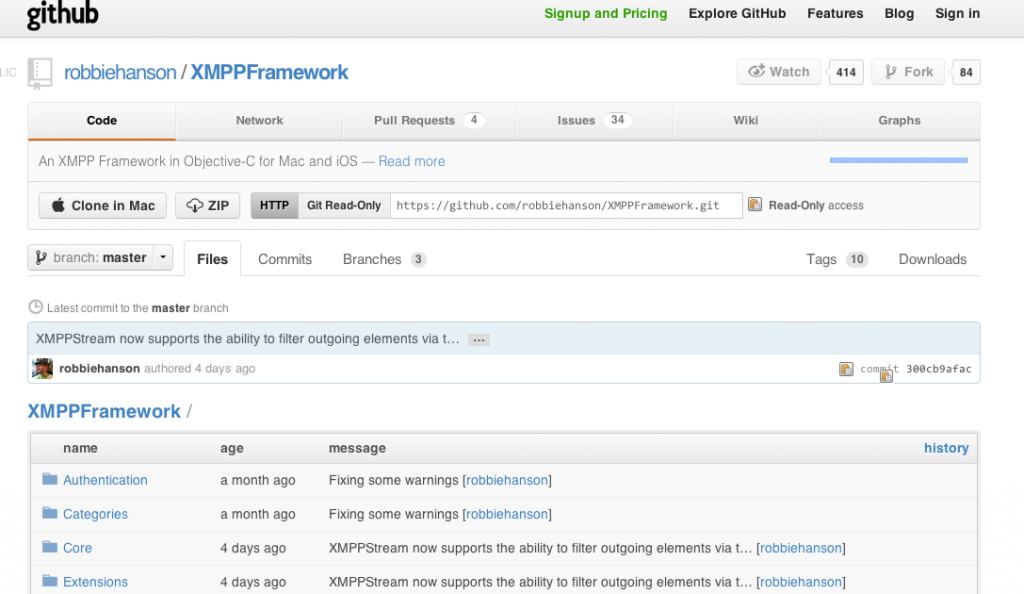 github
Signup and Pricing Explore GitHub Features Blog Sign in
LIC robbiehanson / XMPPFramework Watch 414 Fork 84
Code Network Pull Requests 4 Issues 34 Wiki Graphs
An XMPP Framework in Objective-C for Mac and iOS — Read more
Clone in Mac ZIP HTTP Git Read-Only https://github.com/robbiehanson/XMPPFramework.git Read-Only access
branch: master Files Commits Branches 3 Tags 10 Downloads
Latest commit to the master branch
XMPPStream now supports the ability to filter outgoing elements via t… …
robbiehanson authored 4 days ago commit 300cb9afac
XMPPFramework /
name age message history
Authentication a month ago Fixing some warnings [robbiehanson]
Categories a month ago Fixing some warnings [robbiehanson]
Core 4 days ago XMPPStream now supports the ability to filter outgoing elements via t… [robbiehanson]
Extensions 4 days ago XMPPStream now supports the ability to filter outgoing elements via t… [robbiehanson]